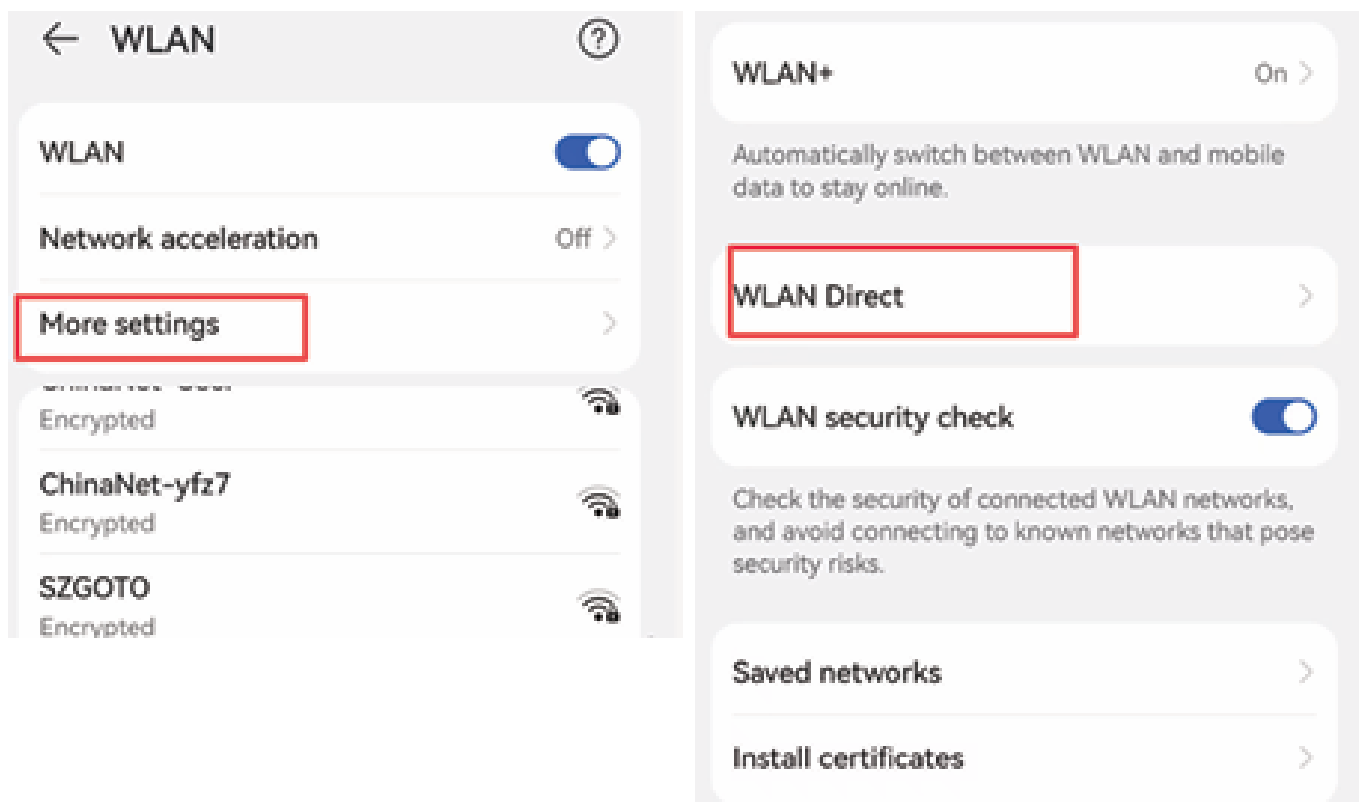 WLAN
WLAN
Network acceleration
Off
More settings
Encrypted
ChinaNet-yfz7
Encrypted
SZGOTO
Encrypted
WLAN+
On
Automatically switch between WLAN and mobile
data to stay online.
WLAN Direct
WLAN security check
Check the security of connected WLAN networks,
and avoid connecting to known networks that pose
security risks.
Saved networks
Install certificates